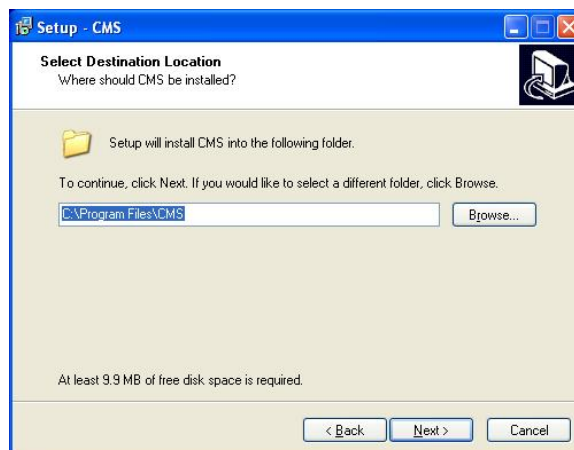 Setup - CMS
Select Destination Location
Where should CMS be installed?
Setup will install CMS into the following folder.
To continue, click Next. If you would like to select a different folder, click Browse.
C:\Program Files\CMS
Browse...
At least 9.9 MB of free disk space is required.
< Back
Next >
Cancel